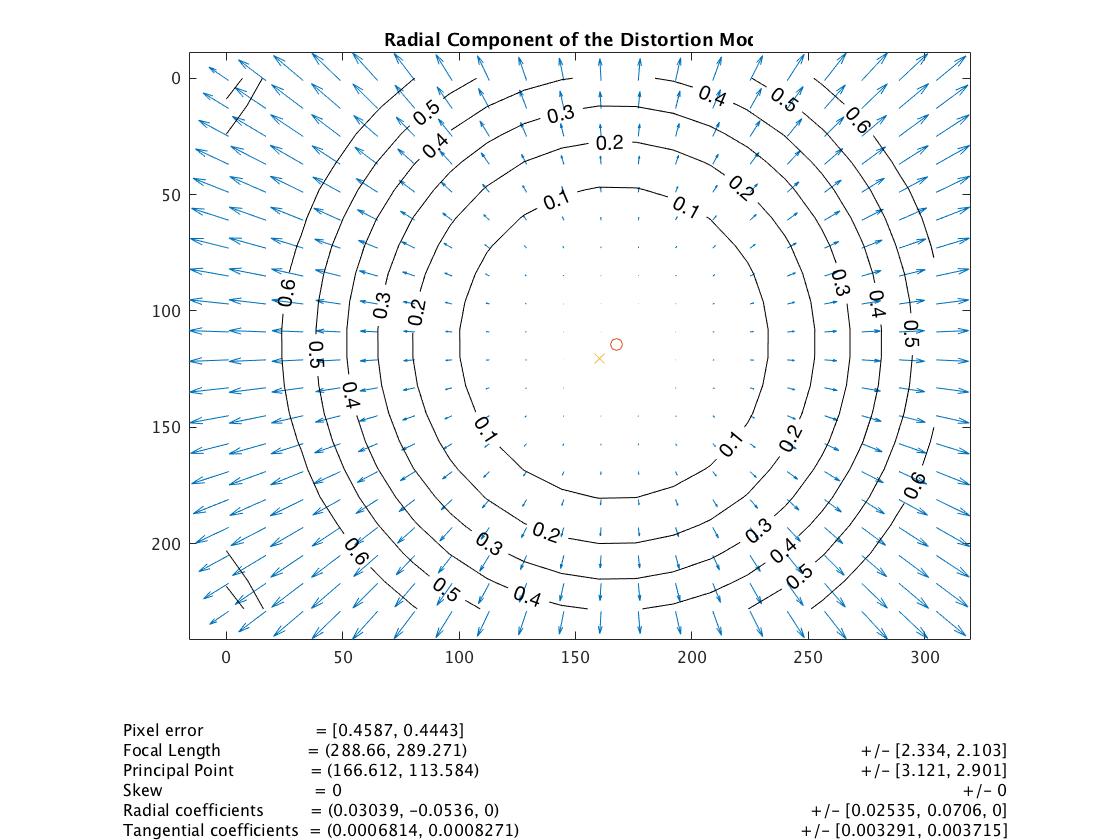 Radial Component of the Distortion Moc
0
50
100
150
200
0 50 100 150 200 250 300
0.5 0.4 0.3 0.2 0.1 0.1 0.2 0.4 0.5 0.6
0.6 0.5 0.4 0.3 0.2 0.3 0.4 0.5
0.1 0.1 0.2 0.6
0.6 0.5 0.4 0.3 0.2 0.3 0.4 0.5
Pixel error = [0.4587, 0.4443]
Focal Length = (288.66, 289.271) +/- [2.334, 2.103]
Principal Point = (166.612, 113.584) +/- [3.121, 2.901]
Skew = 0 +/- 0
Radial coefficients = (0.03039, -0.0536, 0) +/- [0.02535, 0.0706, 0]
Tangential coefficients = (0.0006814, 0.0008271) +/- [0.003291, 0.003715]